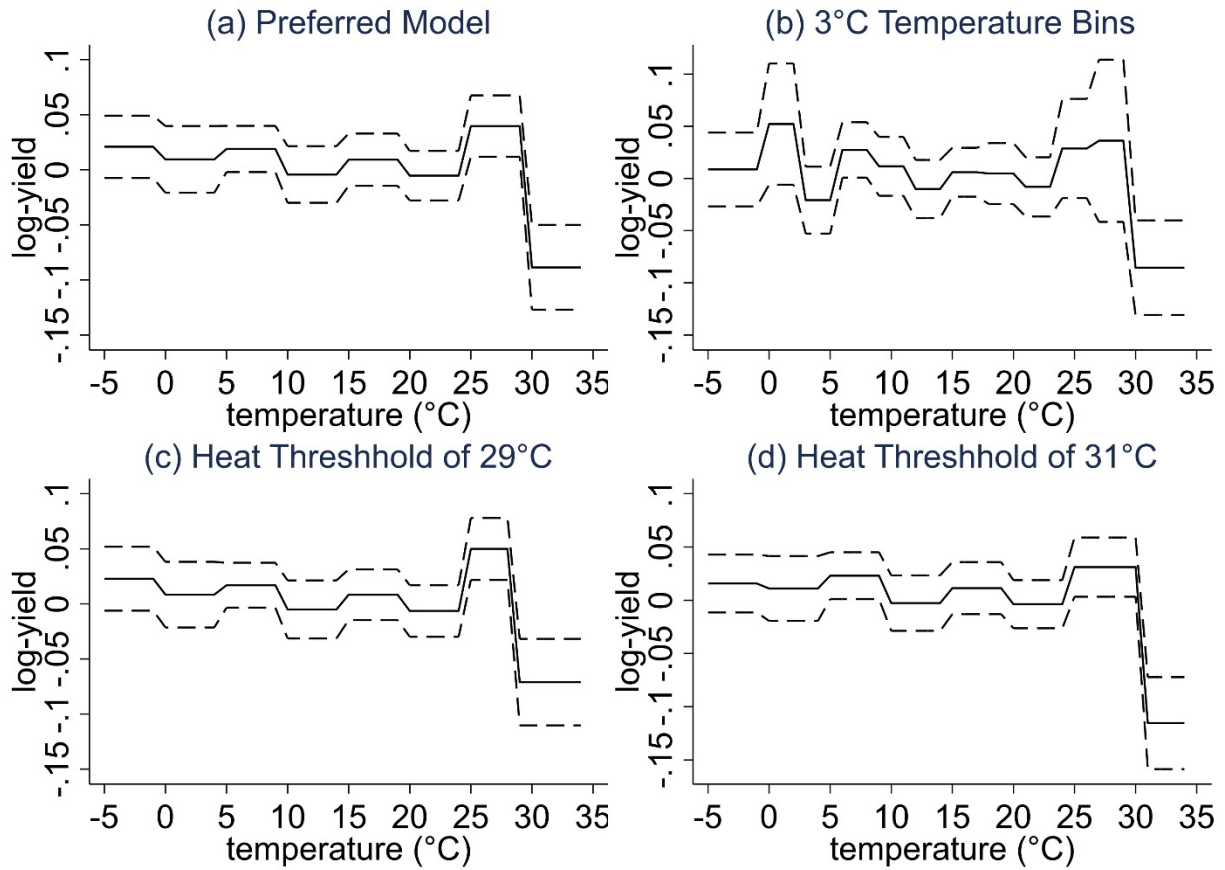 (a) Preferred Model
log-yield
.1
.05
0
-.05
-.1
-.15
-5 0 5 10 15 20 25 30 35
temperature (°C)
(b) 3°C Temperature Bins
log-yield
.1
.05
0
-.05
-.1
-.15
-5 0 5 10 15 20 25 30 35
temperature (°C)
(c) Heat Threshhold of 29°C
log-yield
.1
.05
0
-.05
-.1
-.15
-5 0 5 10 15 20 25 30 35
temperature (°C)
(d) Heat Threshhold of 31°C
log-yield
.1
.05
0
-.05
-.1
-.15
-5 0 5 10 15 20 25 30 35
temperature (°C)